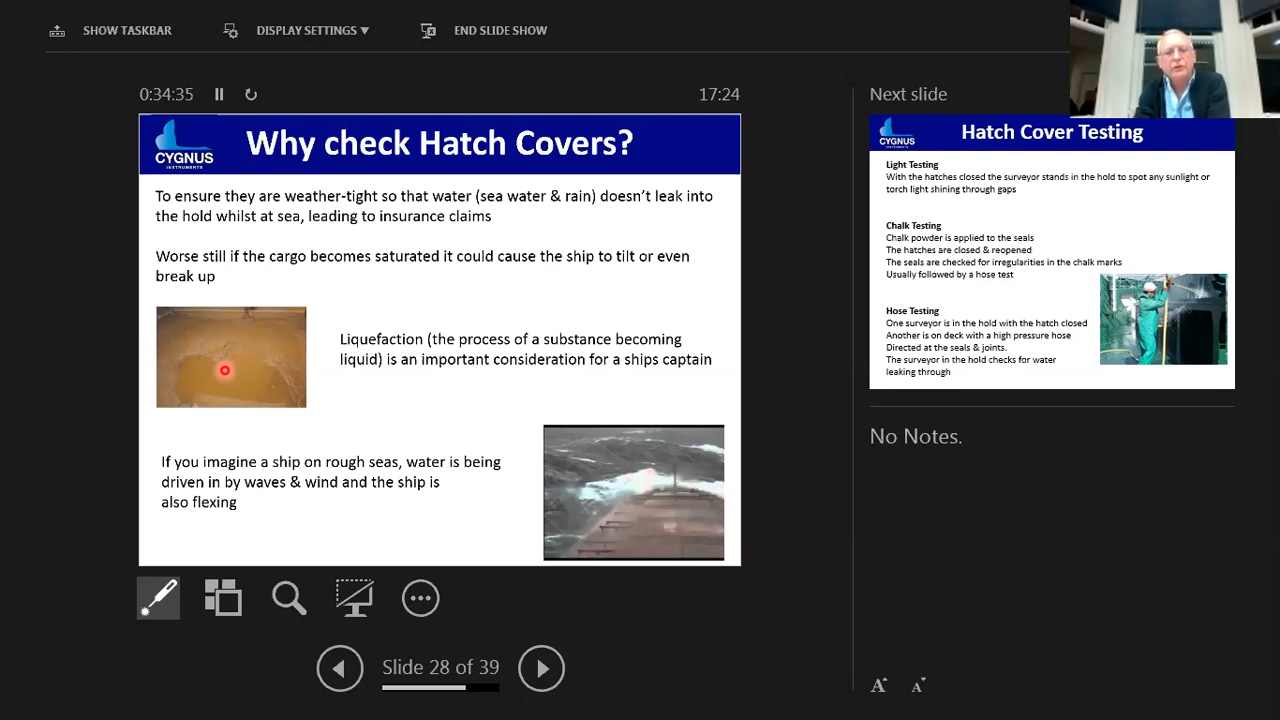 SHOW TASKBAR
DISPLAY SETTINGS
END SLIDE SHOW
0:34:35
17:24
CYGNUS
INSTRUMENTS
Why check Hatch Covers?
To ensure they are weather-tight so that water (sea water & rain) doesn't leak into
the hold whilst at sea, leading to insurance claims
Worse still if the cargo becomes saturated it could cause the ship to tilt or even
break up
Liquefaction (the process of a substance becoming
liquid) is an important consideration for a ships captain
If you imagine a ship on rough seas, water is being
driven in by waves & wind and the ship is
also flexing
Slide 28 of 39
Next slide
CYGNUS
INSTRUMENTS
Hatch Cover Testing
Light Testing
With the hatches closed the surveyor stands in the hold to spot any sunlight or
torch light shining through gaps
Chalk Testing
Chalk powder is applied to the seals
The hatches are closed & reopened
The seals are checked for irregularities in the chalk marks
Usually followed by a hose test
Hose Testing
One surveyor is in the hold with the hatch closed
Another is on deck with a high pressure hose
Directed at the seals & joints.
The surveyor in the hold checks for water
leaking through
No Notes.
A A